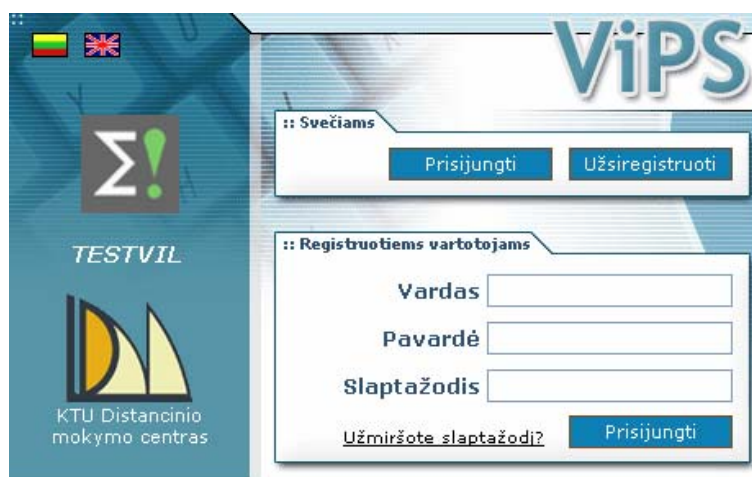 ViPS
:: Svečiams
Prisijungti Užsiregistruoti
TESTVIL
:: Registruotiems vartotojams
Vardas
Pavardė
Slaptažodis
Užmiršote slaptažodį? Prisijungti
KTU Distancinio
mokymo centras